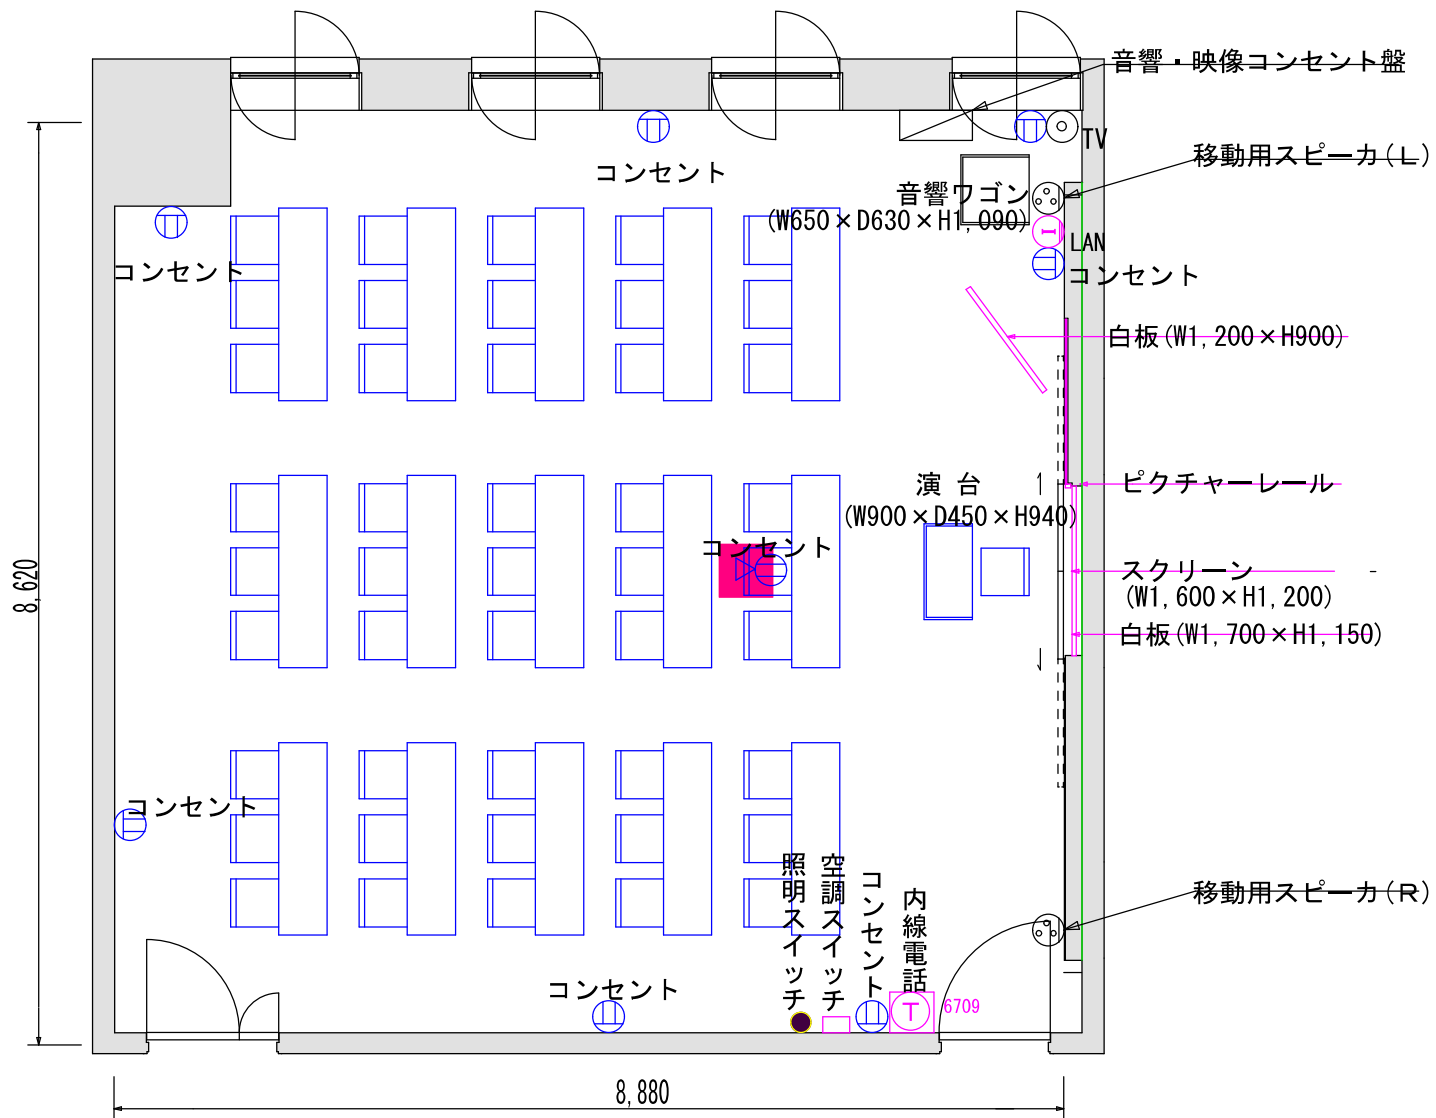 音響・映像コンセント盤
TV
移動用スピーカ(L)
コンセント
音響ワゴン
(W650×D630×H1,090)
LAN
コンセント
コンセント
白板(W1,200×H900)
ピクチャーレール
演 台
(W900×D450×H940)
コンセント
スクリーン
(W1,600×H1,200)
白板(W1,700×H1,150)
8,620
コンセント
照明スイッチ
空調スイッチ
コンセント
内線電話
移動用スピーカ(R)
コンセント
6709
8,880